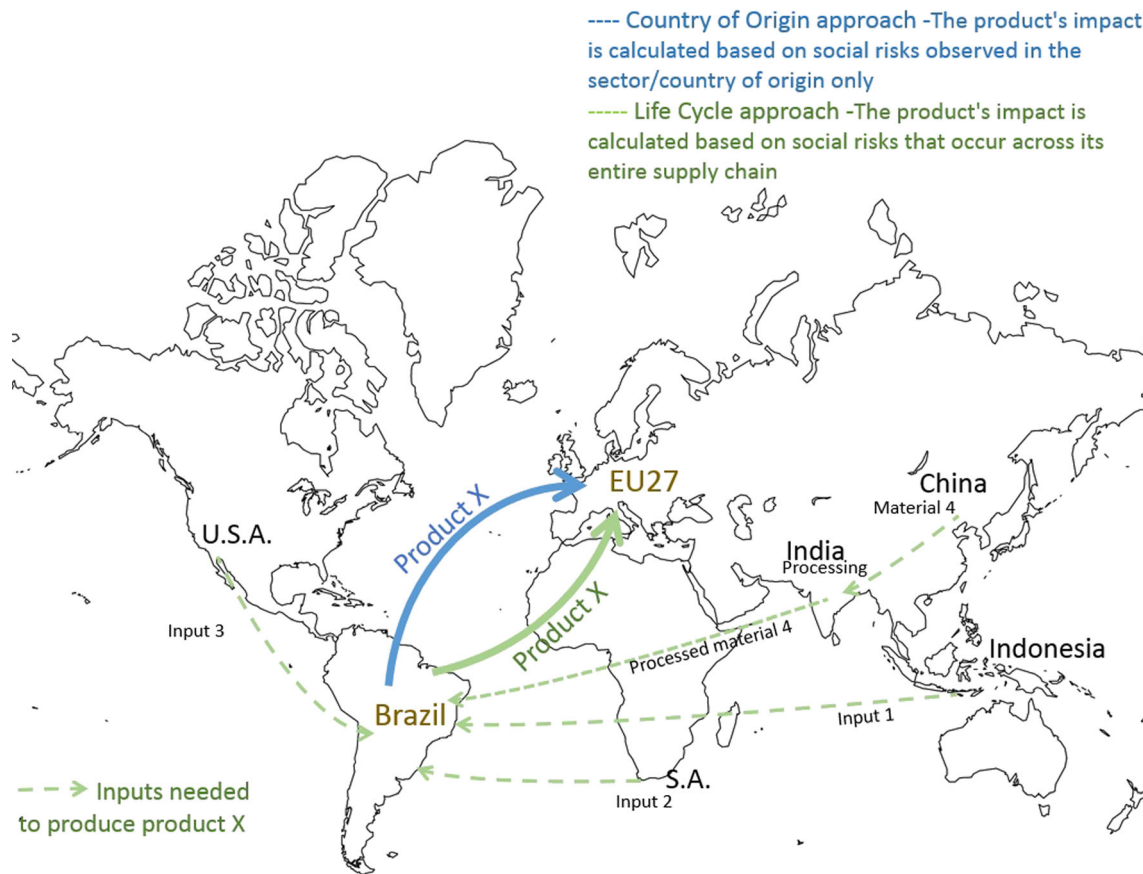 ---- Country of Origin approach -The product's impact
is calculated based on social risks observed in the
sector/country of origin only
----- Life Cycle approach -The product's impact is
calculated based on social risks that occur across its
entire supply chain
EU27
China
Material 4
U.S.A.
Product X
India
Processing
Product X
Input 3
Processed material 4
Indonesia
Brazil
Input 1
S.A.
Input 2
Inputs needed
to produce product X